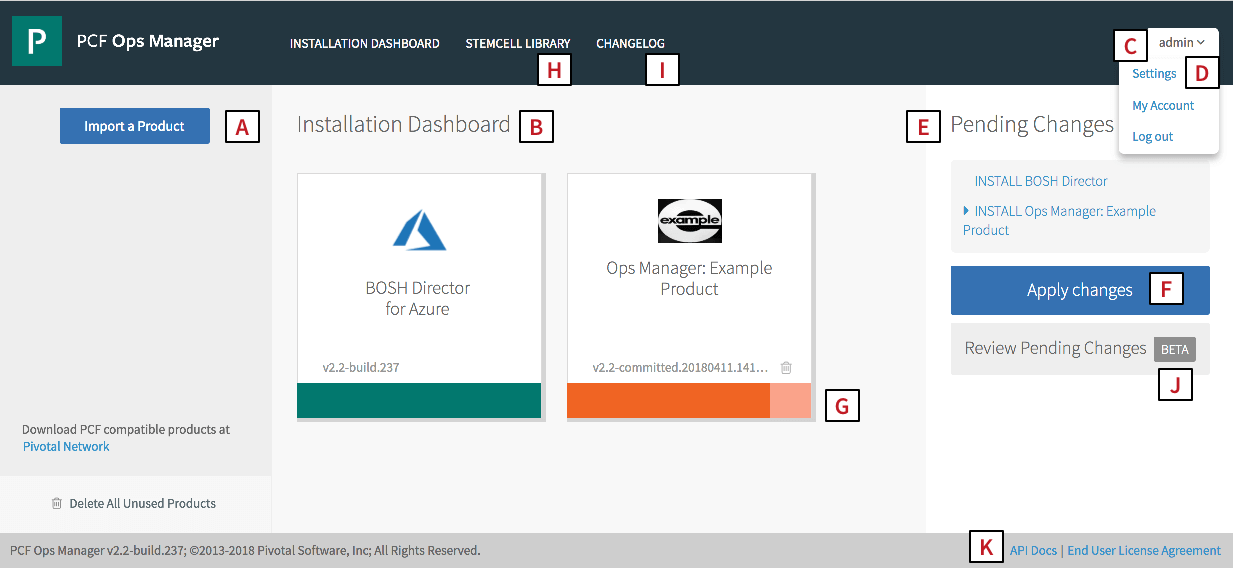 P PCF Ops Manager
INSTALLATION DASHBOARD STEMCELL LIBRARY CHANGELOG
H
I
C
admin
Settings
D
My Account
Log out
Import a Product
A
Installation Dashboard
B
E
Pending Changes
example
BOSH Director
for Azure
v2.2-build.237
Ops Manager: Example
Product
v2.2-committed.20180411.141...
G
INSTALL BOSH Director
INSTALL Ops Manager: Example
Product
Apply changes
F
Review Pending Changes BETA
J
Download PCF compatible products at
Pivotal Network
Delete All Unused Products
PCF Ops Manager v2.2-build.237; ©2013-2018 Pivotal Software, Inc; All Rights Reserved.
K
API Docs | End User License Agreement